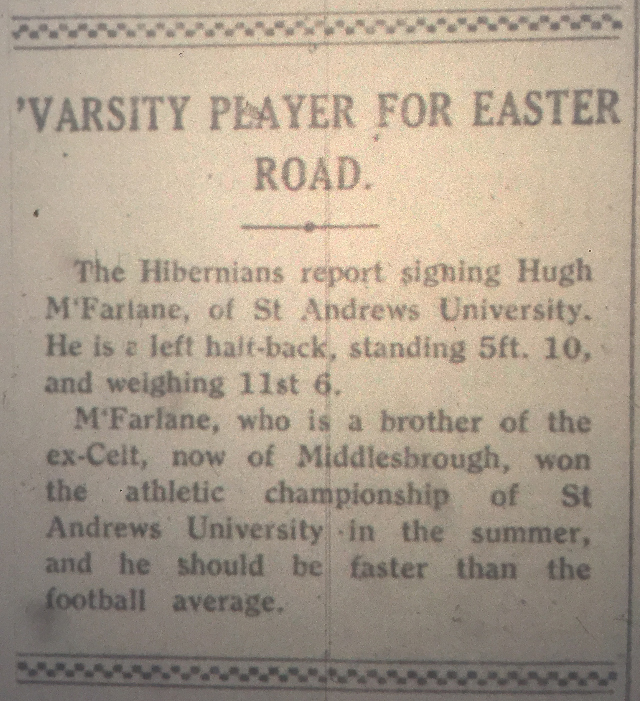 'VARSITY PLAYER FOR EASTER
ROAD.
The Hibernians report signing Hugh
M'Farlane, of St Andrews University.
He is a left half-back, standing 5ft. 10,
and weighing 11st 6.
M'Farlane, who is a brother of the
ex-Celt, now of Middlesbrough, won
the athletic championship of St
Andrews University in the summer,
and he should be faster than the
football average.